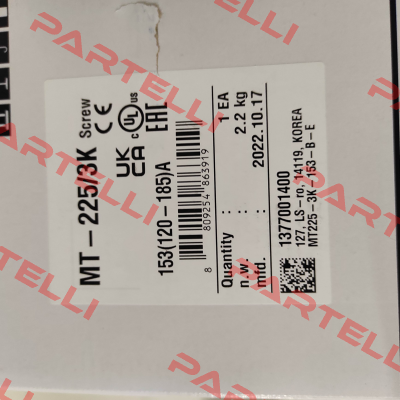 PARTELLI
MT-225/3K Screw
CE UK CA c UL us EAC
153(120-185)A
8 809254 863919
Quantity : 1 EA
n.w. : 2.2 kg
mfd. : 2022.10.17
1377001400
127, LS-ro, 14119, KOREA
MT225-3K-153-B-E
PARTELLI
PARTELLI